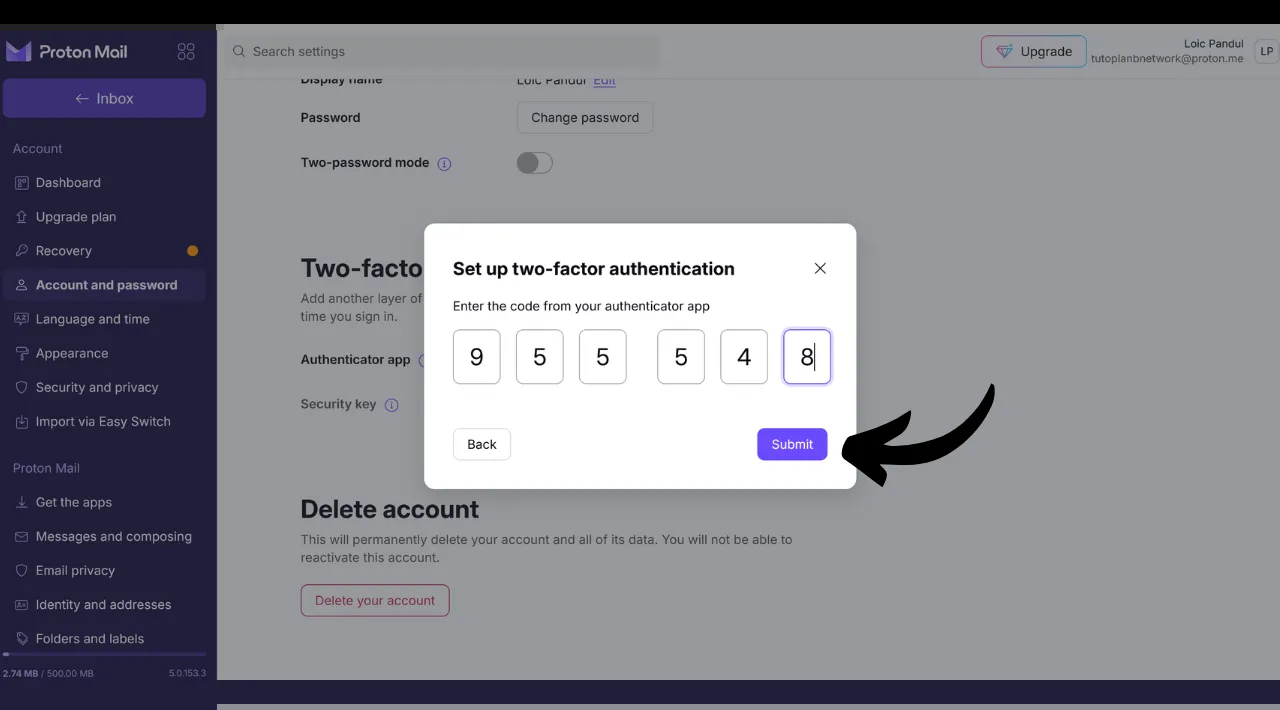 Proton Mail
Search settings
Upgrade
Loic Pandul
tutoplanbnetwork@proton.me
LP
← Inbox
Account
Dashboard
Upgrade plan
Recovery
Account and password
Language and time
Appearance
Security and privacy
Import via Easy Switch
Proton Mail
Get the apps
Messages and composing
Email privacy
Identity and addresses
Folders and labels
2.74 MB / 500.00 MB
5.0.153.3
Display name
Loic Pandul Edit
Password
Change password
Two-password mode
Two-facto
Add another layer of
time you sign in.
Authenticator app
Security key
Set up two-factor authentication
Enter the code from your authenticator app
9 5 5 5 4 8
Back
Submit
Delete account
This will permanently delete your account and all of its data. You will not be able to
reactivate this account.
Delete your account